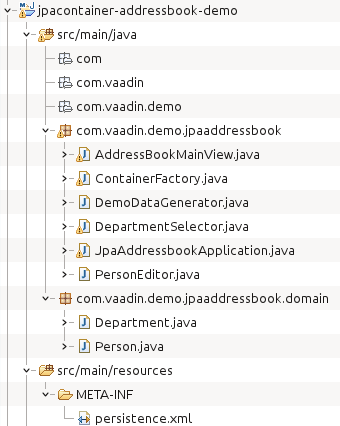 jpacontainer-addressbook-demo
src/main/java
com
com.vaadin
com.vaadin.demo
com.vaadin.demo.jpaaddressbook
AddressBookMainView.java
ContainerFactory.java
DemoDataGenerator.java
DepartmentSelector.java
JpaAddressbookApplication.java
PersonEditor.java
com.vaadin.demo.jpaaddressbook.domain
Department.java
Person.java
src/main/resources
META-INF
persistence.xml